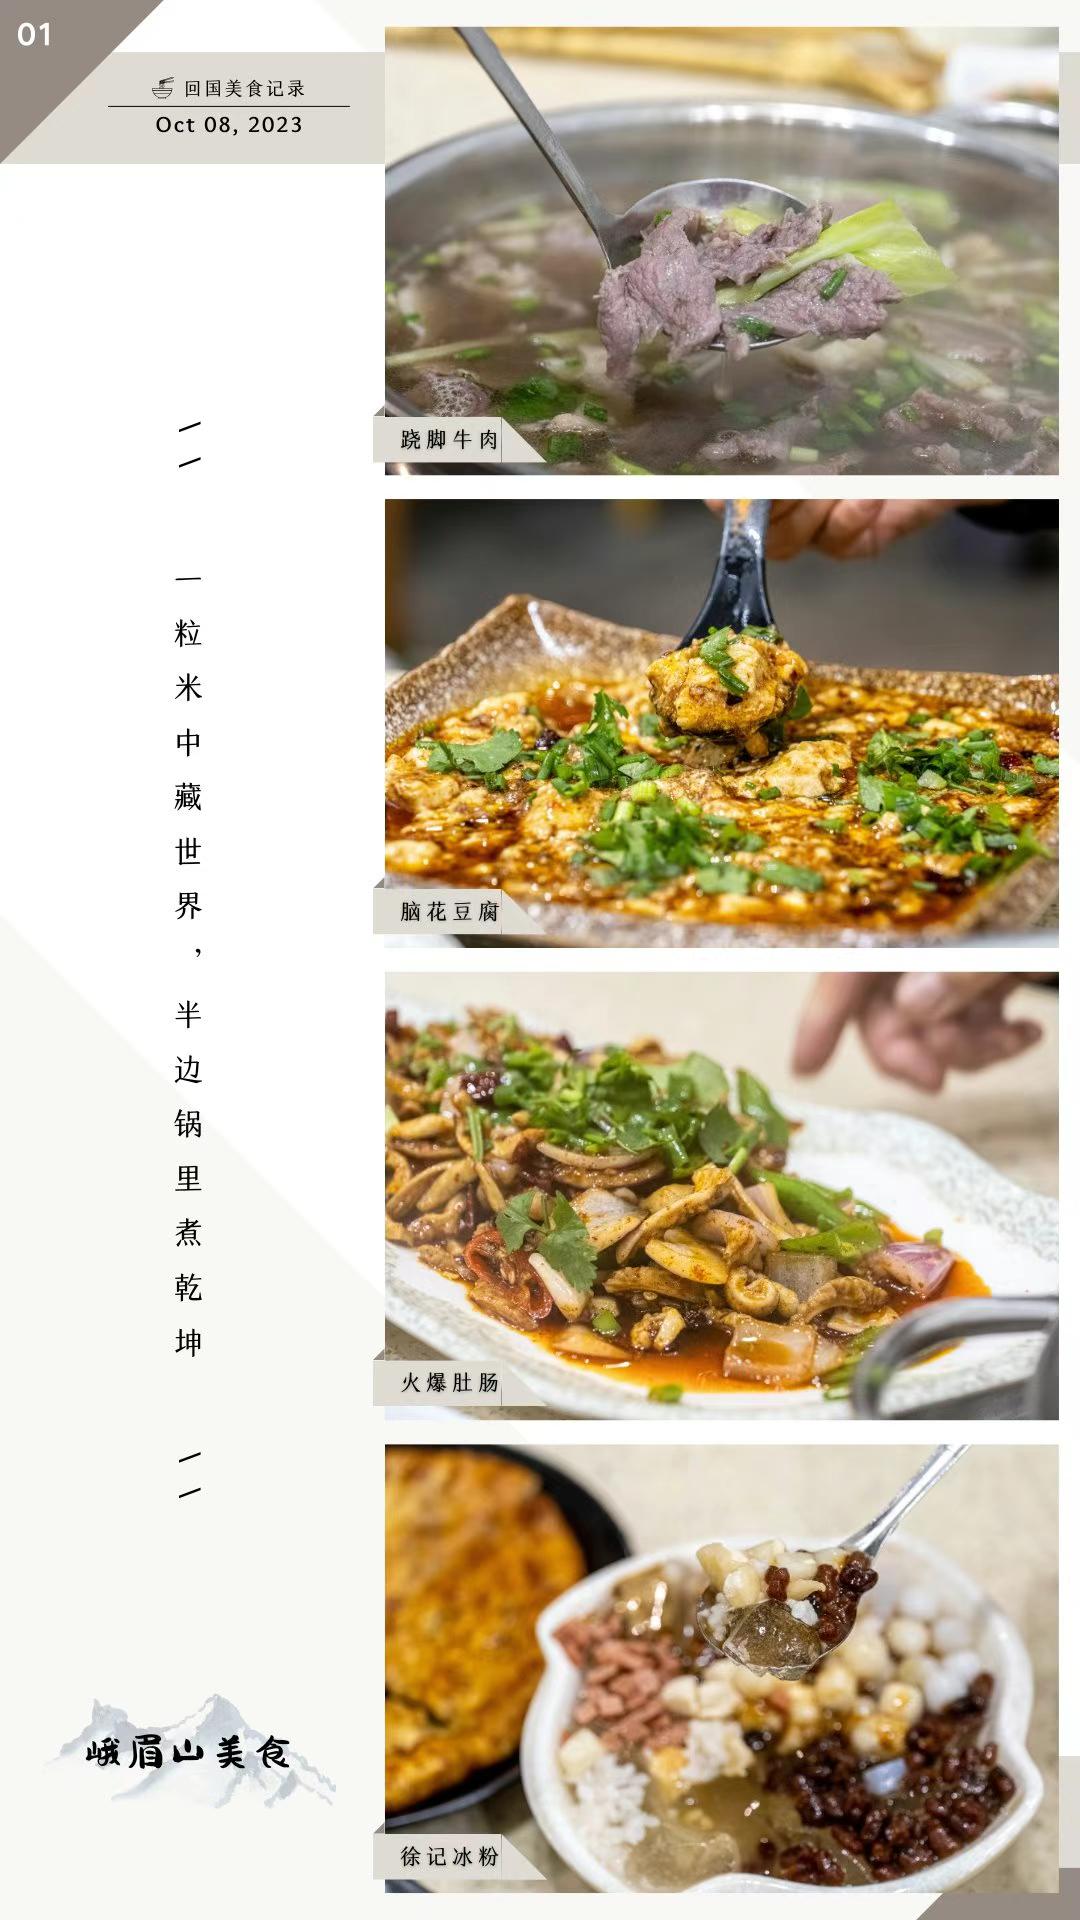 01
回国美食记录
Oct 08, 2023
跷脚牛肉
一粒米中藏世界，半边锅里煮乾坤
脑花豆腐
火爆肚肠
峨眉山美食
徐记冰粉